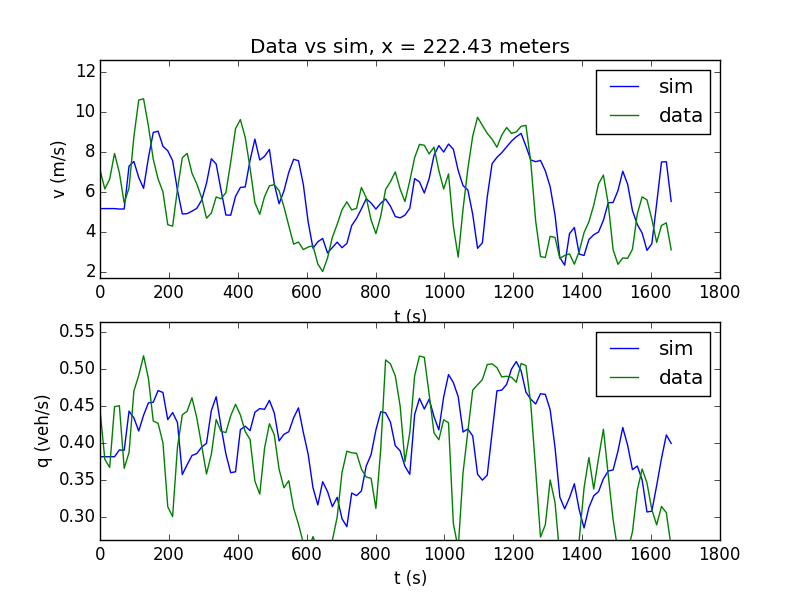 Data vs sim, x = 222.43 meters
12
10
8
6
4
2
v (m/s)
sim
data
0 200 400 600 800 1000 1200 1400 1600 1800
t (s)
0.55
0.50
0.45
0.40
0.35
0.30
q (veh/s)
sim
data
0 200 400 600 800 1000 1200 1400 1600 1800
t (s)